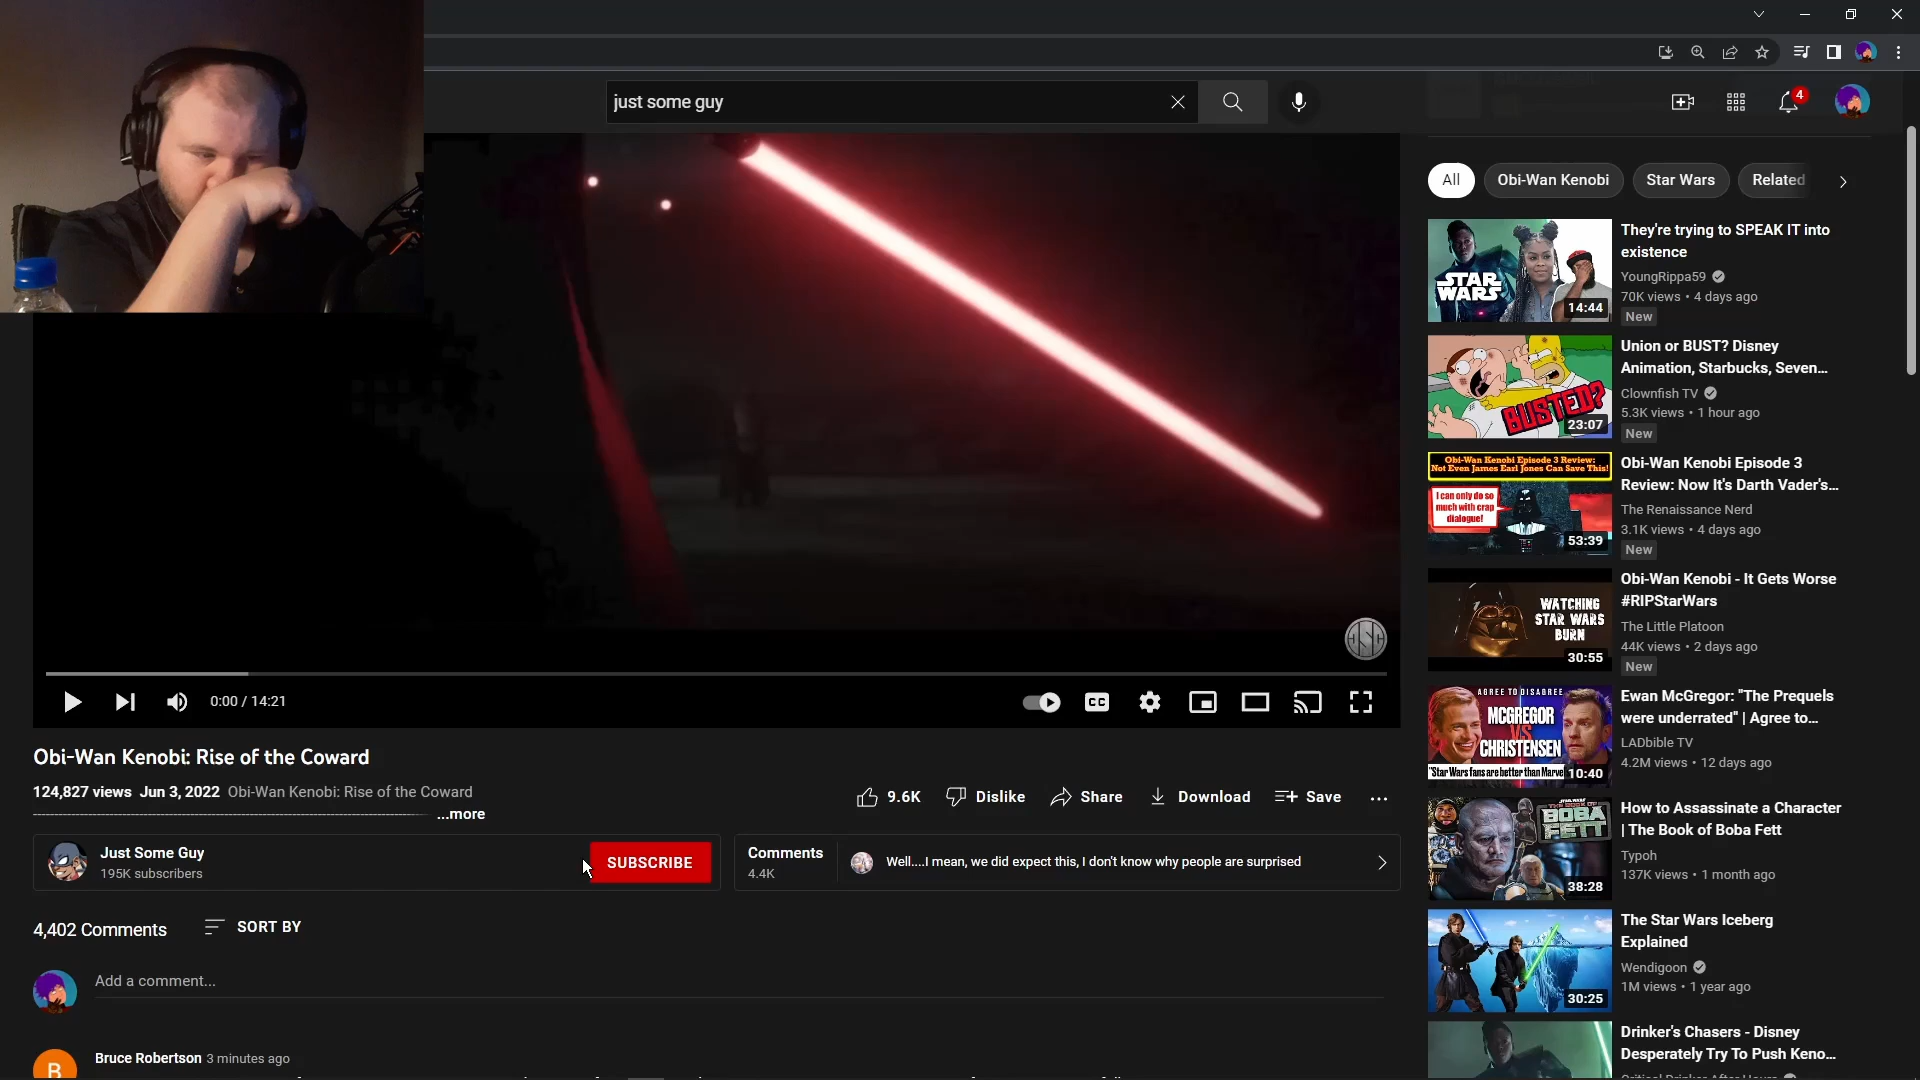 just some guy
4
All
Obi-Wan Kenobi
Star Wars
Related
They're trying to SPEAK IT into
existence
YoungRippa59
70K views • 4 days ago
New
STAR
WARS
14:44
Union or BUST? Disney
Animation, Starbucks, Seven...
Clownfish TV
5.3K views • 1 hour ago
New
BUSTED?
23:07
Obi-Wan Kenobi Episode 3 Review:
Not Even James Earl Jones Can Save This!
I can only do so
much with crap
dialogue!
53:39
Obi-Wan Kenobi Episode 3
Review: Now It's Darth Vader's...
The Renaissance Nerd
3.1K views • 4 days ago
New
WATCHING
STAR WARS
BURN
30:55
Obi-Wan Kenobi - It Gets Worse
#RIPStarWars
The Little Platoon
44K views • 2 days ago
New
AGREE TO DISAGREE
MCGREGOR
VS
CHRISTENSEN
"Star Wars fans are better than Marvel
10:40
Ewan McGregor: "The Prequels
were underrated" | Agree to...
LADbible TV
4.2M views • 12 days ago
THE BOOK OF
BOBA
FETT
38:28
How to Assassinate a Character
| The Book of Boba Fett
Typoh
137K views • 1 month ago
30:25
The Star Wars Iceberg
Explained
Wendigoon
1M views • 1 year ago
Drinker's Chasers - Disney
Desperately Try To Push Keno...
JSG
0:00 / 14:21
CC
Obi-Wan Kenobi: Rise of the Coward
124,827 views Jun 3, 2022 Obi-Wan Kenobi: Rise of the Coward
...more
9.6K
Dislike
Share
Download
Save
Just Some Guy
195K subscribers
SUBSCRIBE
Comments
4.4K
Well....I mean, we did expect this, I don't know why people are surprised
4,402 Comments
SORT BY
Add a comment...
B
Bruce Robertson 3 minutes ago